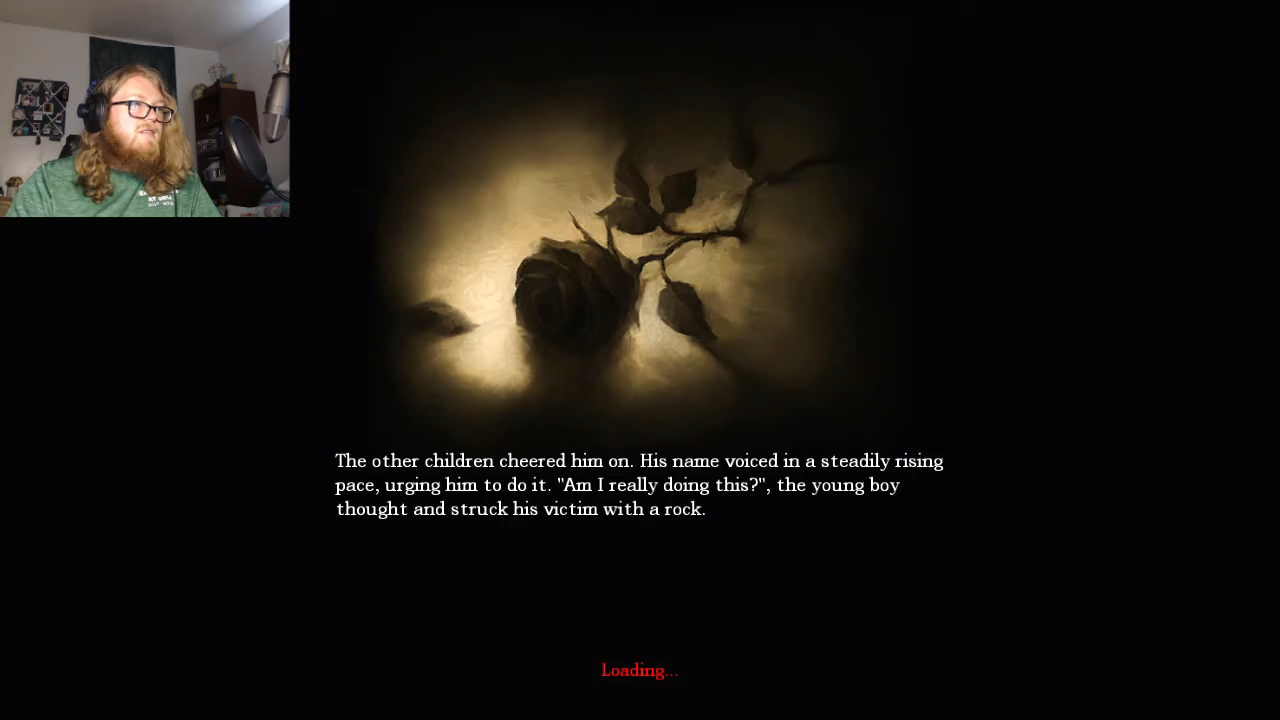 The other children cheered him on. His name voiced in a steadily rising
pace, urging him to do it. "Am I really doing this?", the young boy
thought and struck his victim with a rock.
Loading...